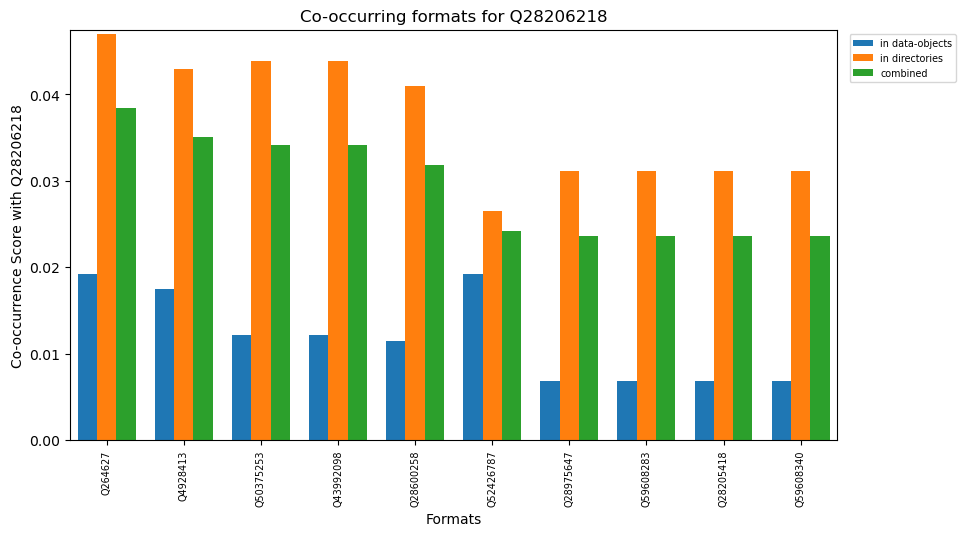 Co-occurring formats for Q28206218
in data-objects
in directories
combined
Co-occurrence Score with Q28206218
0.04
0.03
0.02
0.01
0.00
Q264627
Q4928413
Q50375253
Q43992098
Q28600258
Q52426787
Q28975647
Q59608283
Q28205418
Q59608340
Formats